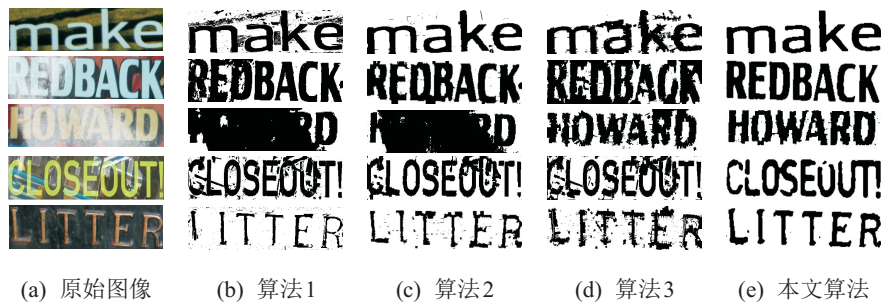 make make make make make
REDBACK REDBACK REDBACK REDBACK REDBACK
HOWARD HOWARD HOWARD HOWARD HOWARD
CLOSEOUT! CLOSEOUT! CLOSEOUT! CLOSEOUT! CLOSEOUT!
LITTER LITTER LITTER LITTER LITTER
(a) 原始图像 (b) 算法1 (c) 算法2 (d) 算法3 (e) 本文算法